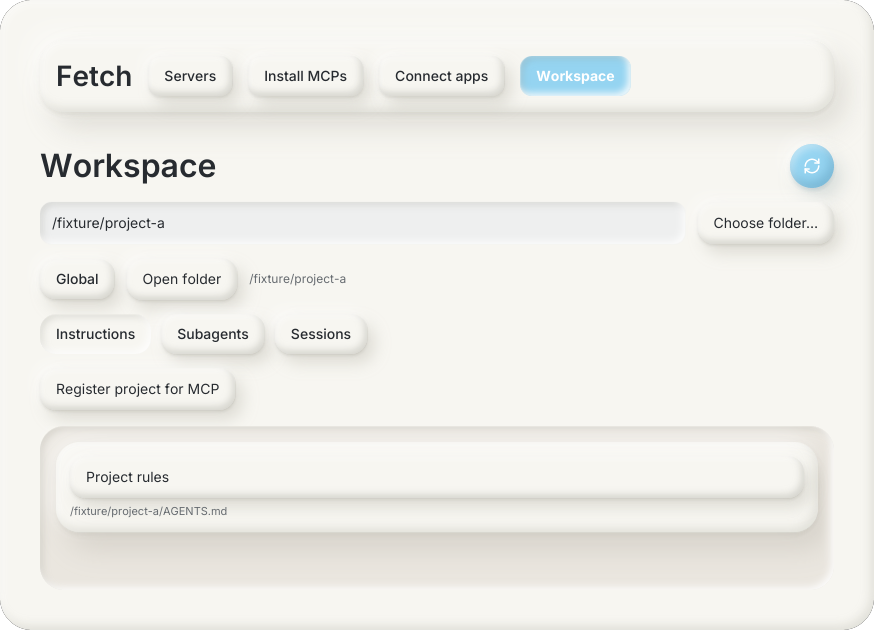 Fetch Servers Install MCPs Connect apps Workspace
Workspace
/fixture/project-a Choose folder...
Global Open folder /fixture/project-a
Instructions Subagents Sessions
Register project for MCP
Project rules
/fixture/project-a/AGENTS.md